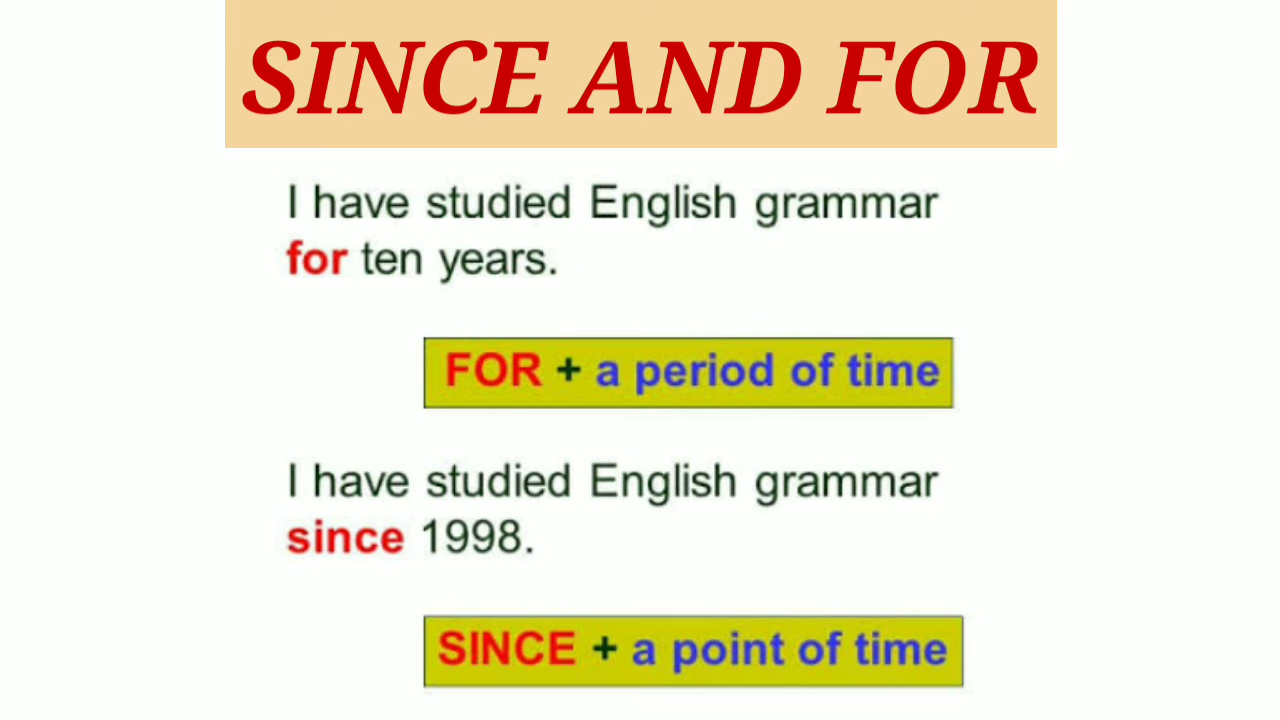 SINCE AND FOR
I have studied English grammar
for ten years.
FOR + a period of time
I have studied English grammar
since 1998.
SINCE + a point of time